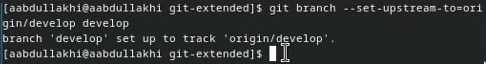 [aabdullakhi@aabdullakhi git-extended]$ git branch --set-upstream-to=ori
gin/develop develop
branch 'develop' set up to track 'origin/develop'.
[aabdullakhi@aabdullakhi git-extended]$